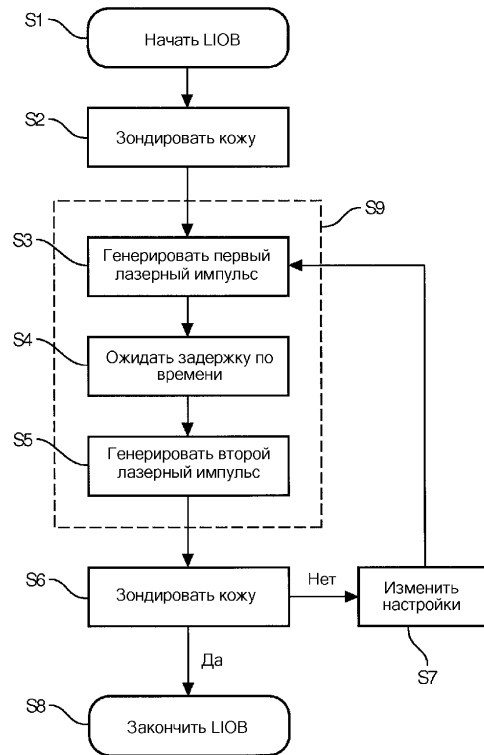 S1
Начать LIOB
S2
Зондировать кожу
S9
S3
Генерировать первый
лазерный импульс
S4
Ожидать задержку по
времени
S5
Генерировать второй
лазерный импульс
S6
Зондировать кожу
Нет
Изменить
настройки
S7
Да
S8
Закончить LIOB